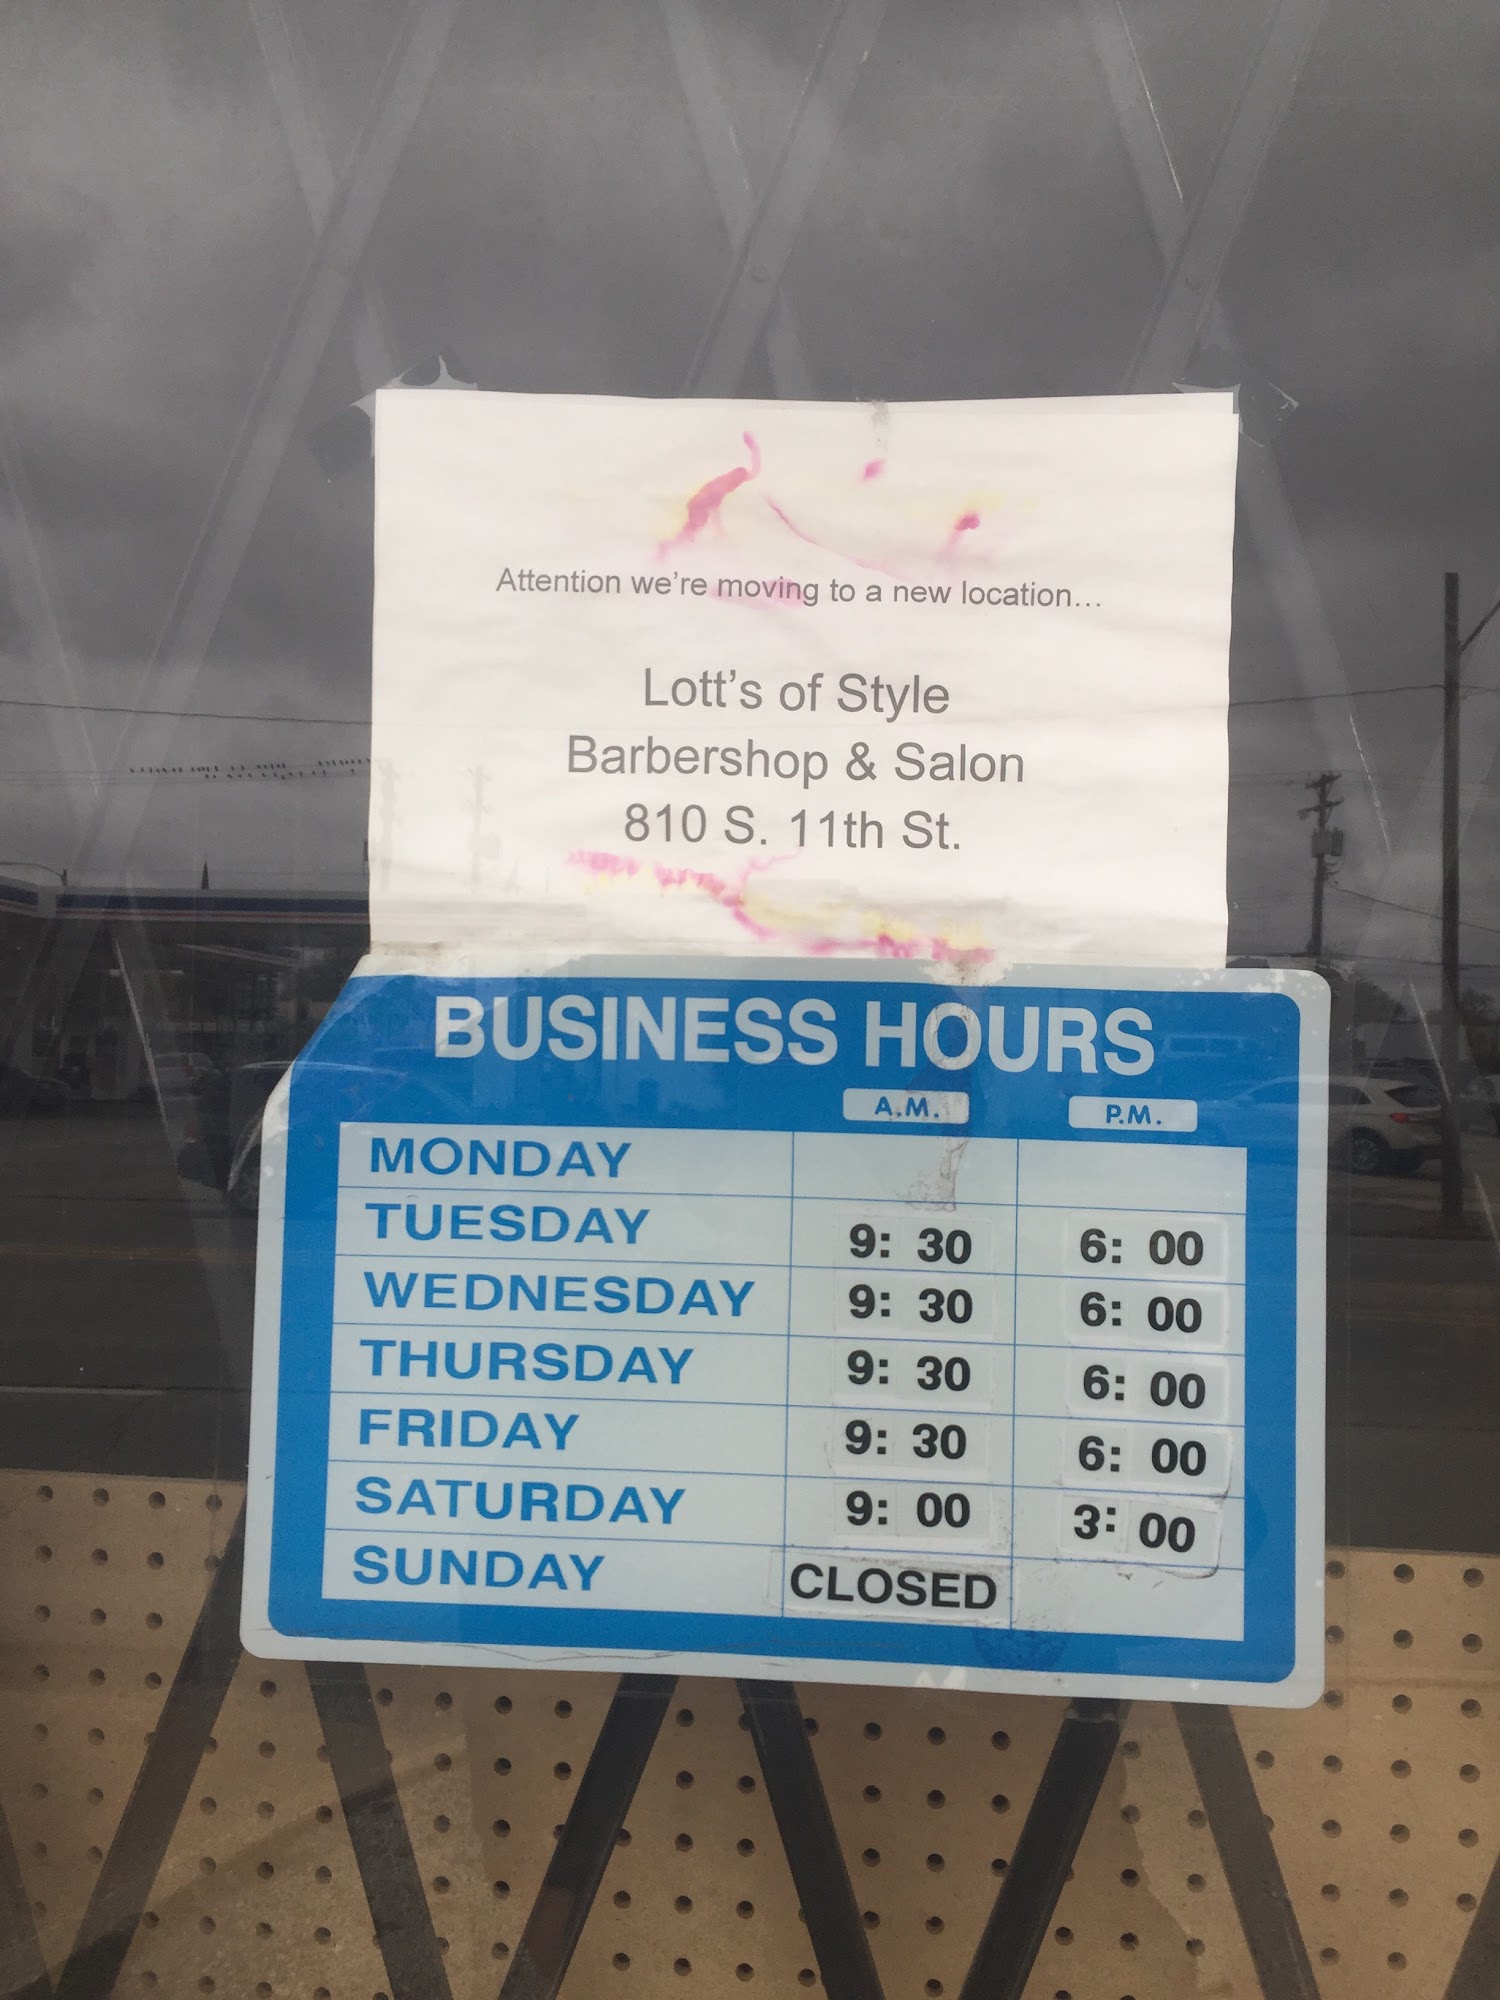 Attention we're moving to a new location...
Lott's of Style
Barbershop & Salon
810 S. 11th St.
BUSINESS HOURS
A.M. P.M.
MONDAY
TUESDAY 9: 30 6: 00
WEDNESDAY 9: 30 6: 00
THURSDAY 9: 30 6: 00
FRIDAY 9: 30 6: 00
SATURDAY 9: 00 3: 00
SUNDAY CLOSED